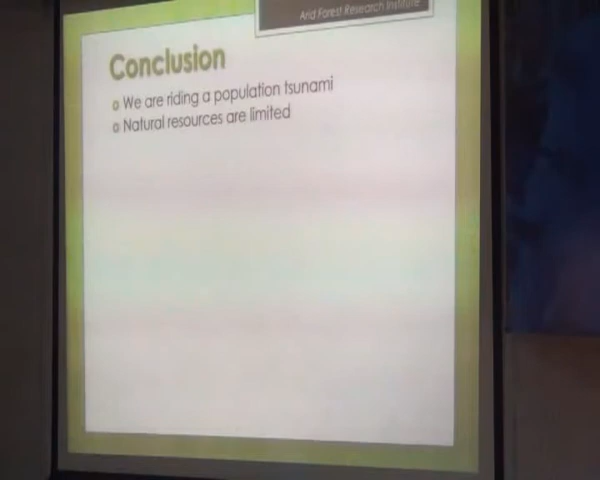 Arid Forest Research Institute
Conclusion
We are riding a population tsunami
Natural resources are limited